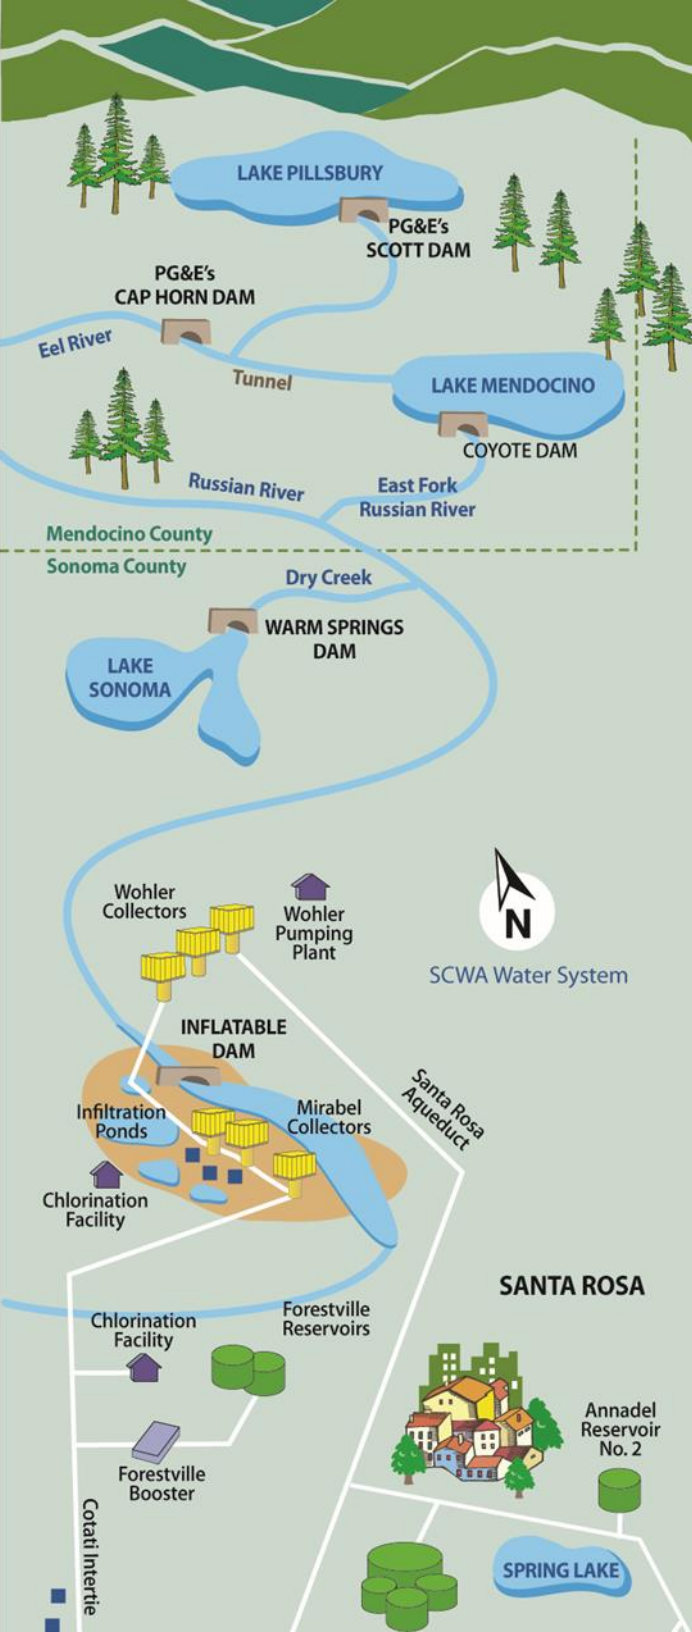 LAKE PILLSBURY
PG&E's
SCOTT DAM
PG&E's
CAP HORN DAM
Eel River
Tunnel
LAKE MENDOCINO
COYOTE DAM
Russian River
East Fork
Russian River
Mendocino County
Sonoma County
Dry Creek
WARM SPRINGS
DAM
LAKE
SONOMA
Wohler
Collectors
Wohler
Pumping
Plant
N
SCWA Water System
INFLATABLE
DAM
Santa Rosa
Aqueduct
Infiltration
Ponds
Mirabel
Collectors
Chlorination
Facility
SANTA ROSA
Chlorination
Facility
Forestville
Reservoirs
Annadel
Reservoir
No. 2
Forestville
Booster
Cotati Intertie
SPRING LAKE